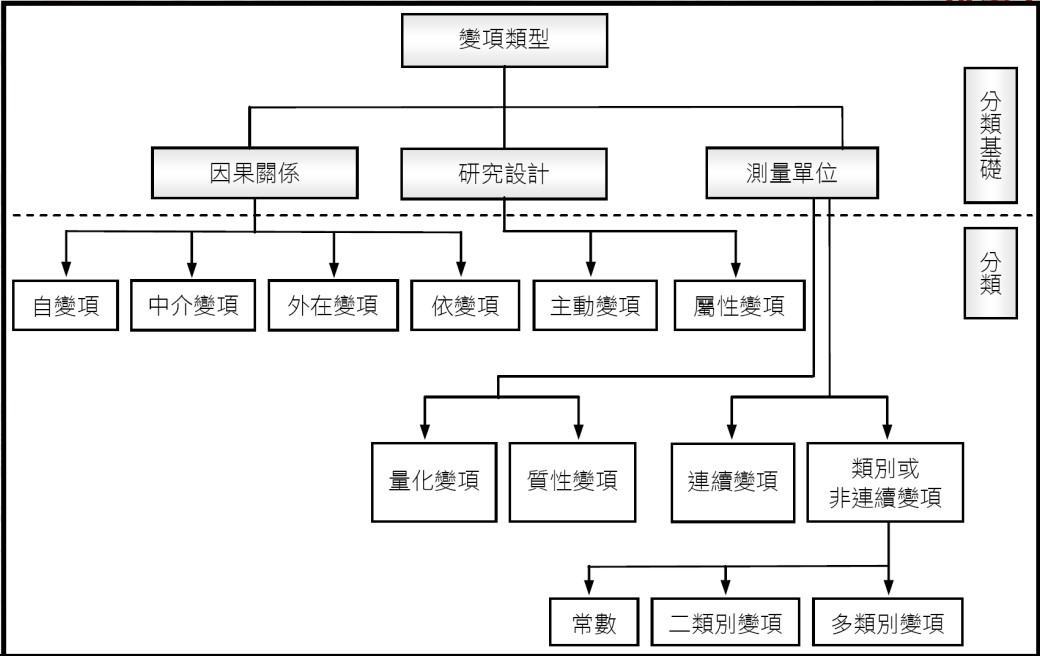 變項類型
分類基礎
因果關係
研究設計
測量單位
分類
自變項
中介變項
外在變項
依變項
主動變項
屬性變項
量化變項
質性變項
連續變項
類別或
非連續變項
常數
二類別變項
多類別變項